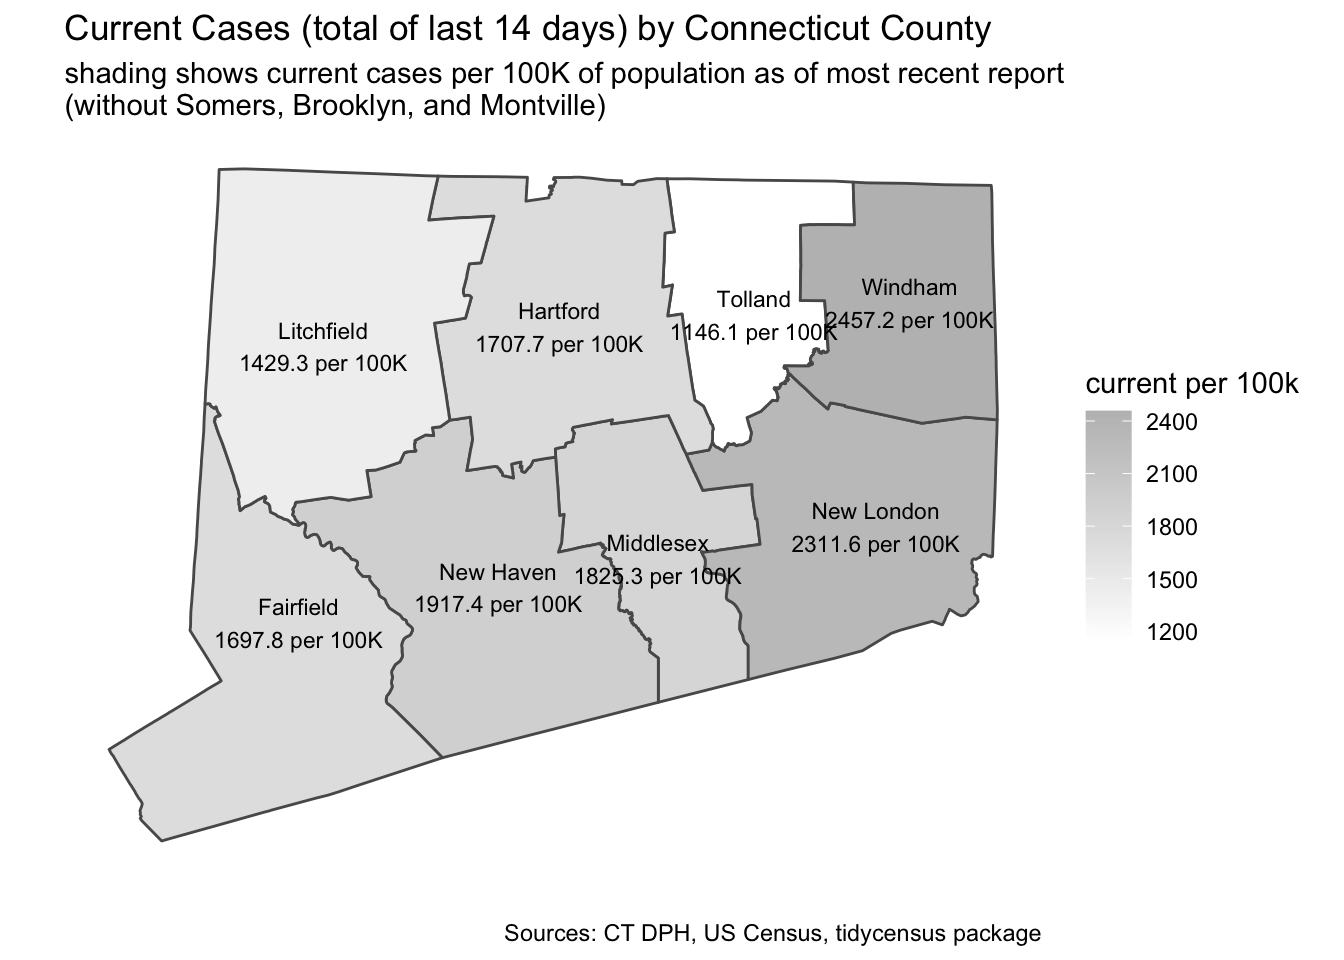 Current Cases (total of last 14 days) by Connecticut County
shading shows current cases per 100K of population as of most recent report
(without Somers, Brooklyn, and Montville)
Litchfield
1429.3 per 100K
Hartford
1707.7 per 100K
Tolland
1146.1 per 100K
Windham
2457.2 per 100K
Fairfield
1697.8 per 100K
New Haven
1917.4 per 100K
Middlesex
1825.3 per 100K
New London
2311.6 per 100K
current per 100k
2400
2100
1800
1500
1200
Sources: CT DPH, US Census, tidycensus package